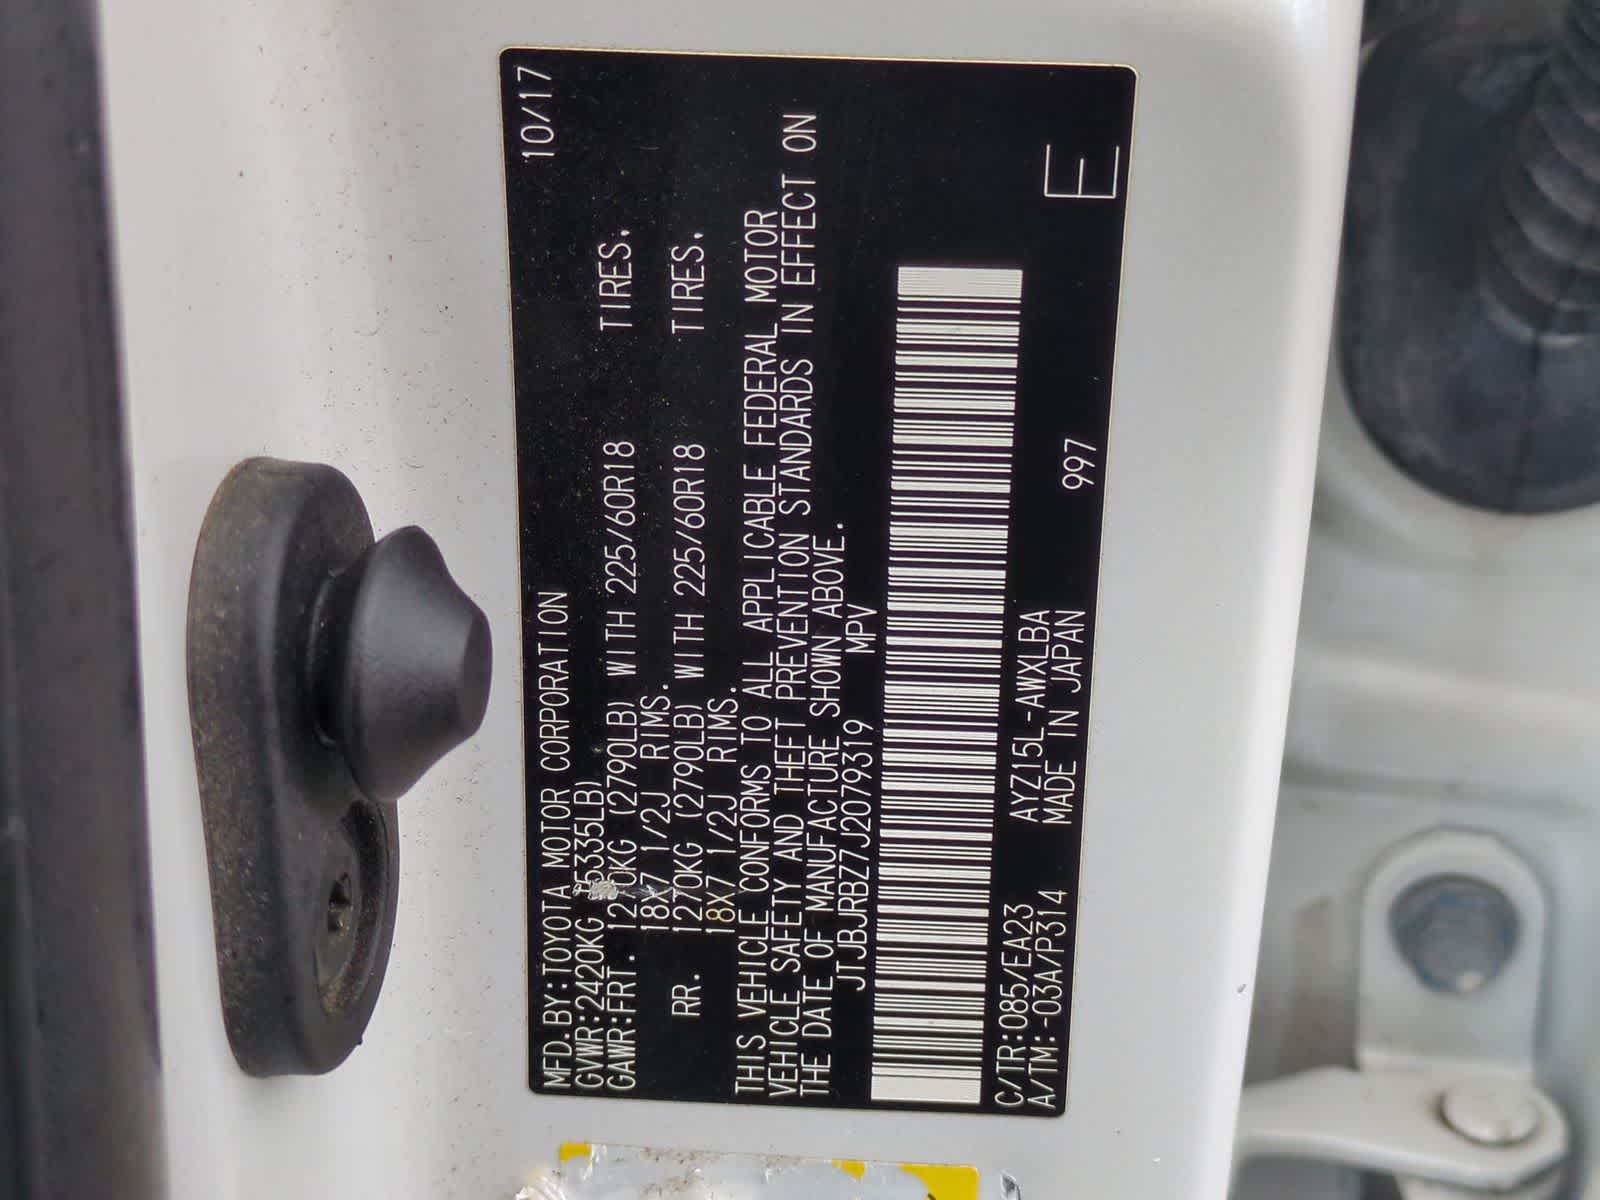 MFD.BY:TOYOTA MOTOR CORPORATION 10/17
GVWR:2420KG (5335LB)
GAWR:FRT. 1270KG (2790LB) WITH 225/60R18 TIRES.
18X7 1/2J RIMS.
RR. 1270KG (2790LB) WITH 225/60R18 TIRES.
18X7 1/2J RIMS.
THIS VEHICLE CONFORMS TO ALL APPLICABLE FEDERAL MOTOR
VEHICLE SAFETY AND THEFT PREVENTION STANDARDS IN EFFECT ON
THE DATE OF MANUFACTURE SHOWN ABOVE.
JTJBJRBZ7J2079319 MPV
C/TR:085/EA23 AYZ15L-AWXLBA
A/TM:-03A/P314 MADE IN JAPAN 997 E